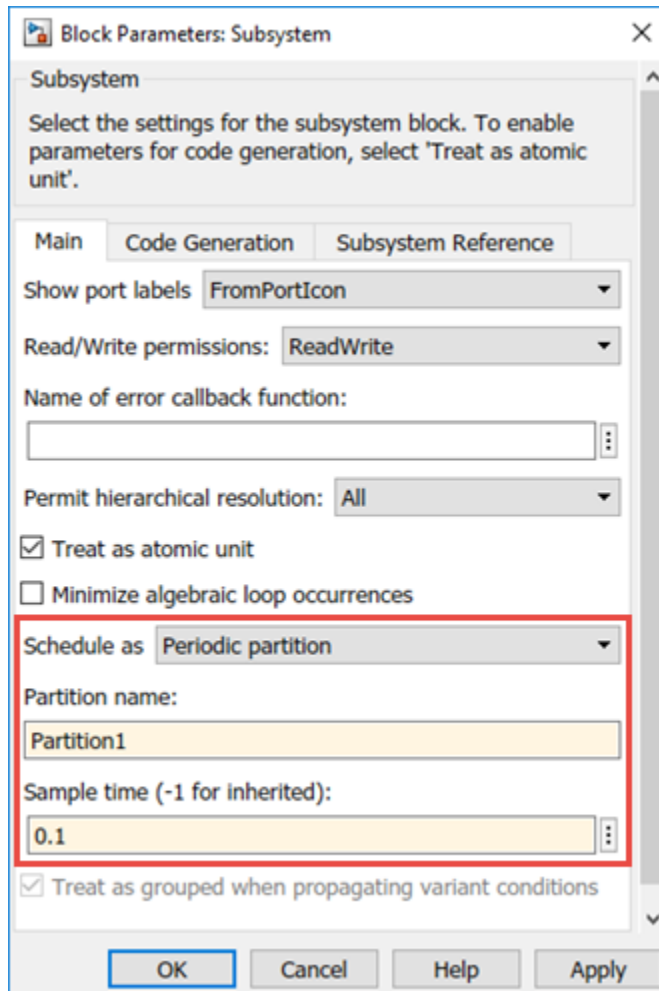 Block Parameters: Subsystem
Subsystem
Select the settings for the subsystem block. To enable
parameters for code generation, select 'Treat as atomic
unit'.
Main Code Generation Subsystem Reference
Show port labels FromPortIcon
Read/Write permissions: ReadWrite
Name of error callback function:
Permit hierarchical resolution: All
Treat as atomic unit
Minimize algebraic loop occurrences
Schedule as Periodic partition
Partition name:
Partition1
Sample time (-1 for inherited):
0.1
Treat as grouped when propagating variant conditions
OK Cancel Help Apply